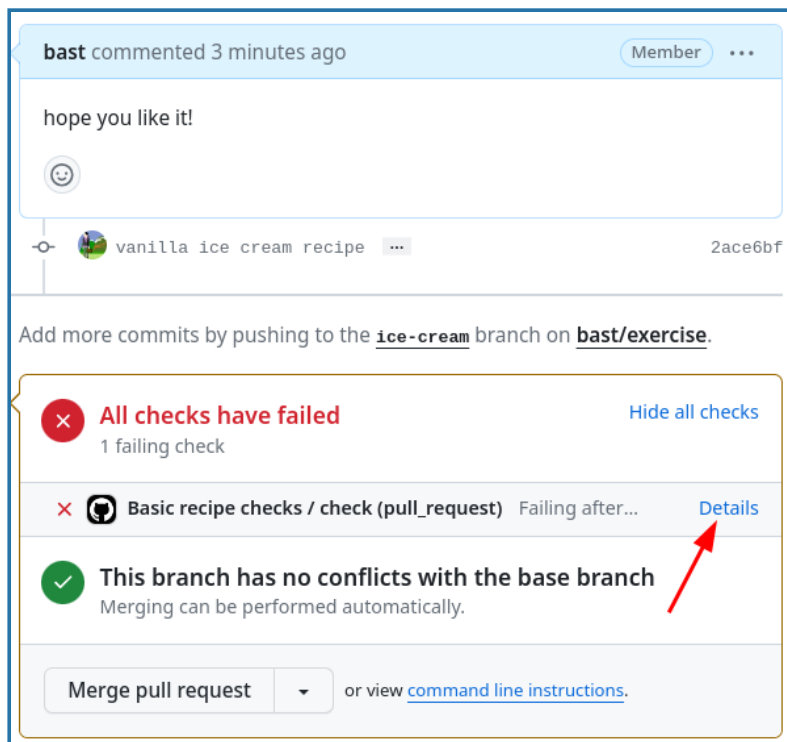 bast commented 3 minutes ago Member ...
hope you like it!
vanilla ice cream recipe ... 2ace6bf
Add more commits by pushing to the ice-cream branch on bast/exercise.
All checks have failed Hide all checks
1 failing check
Basic recipe checks / check (pull_request) Failing after... Details
This branch has no conflicts with the base branch
Merging can be performed automatically.
Merge pull request or view command line instructions.